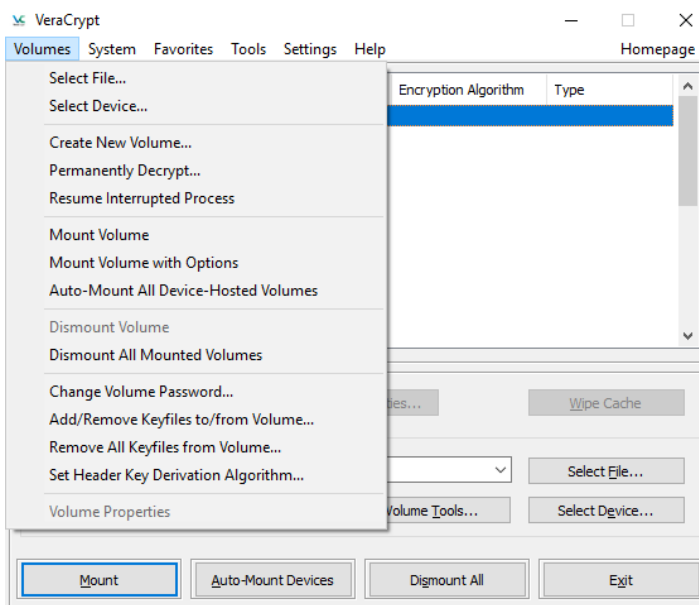 VeraCrypt
Volumes System Favorites Tools Settings Help Homepage
Select File...
Select Device...
Encryption Algorithm Type
Create New Volume...
Permanently Decrypt...
Resume Interrupted Process
Mount Volume
Mount Volume with Options
Auto-Mount All Device-Hosted Volumes
Dismount Volume
Dismount All Mounted Volumes
Change Volume Password...
Wipe Cache
Add/Remove Keyfiles to/from Volume...
Remove All Keyfiles from Volume...
Select File...
Set Header Key Derivation Algorithm...
Volume Properties
Volume Tools... Select Device...
Mount Auto-Mount Devices Dismount All Exit